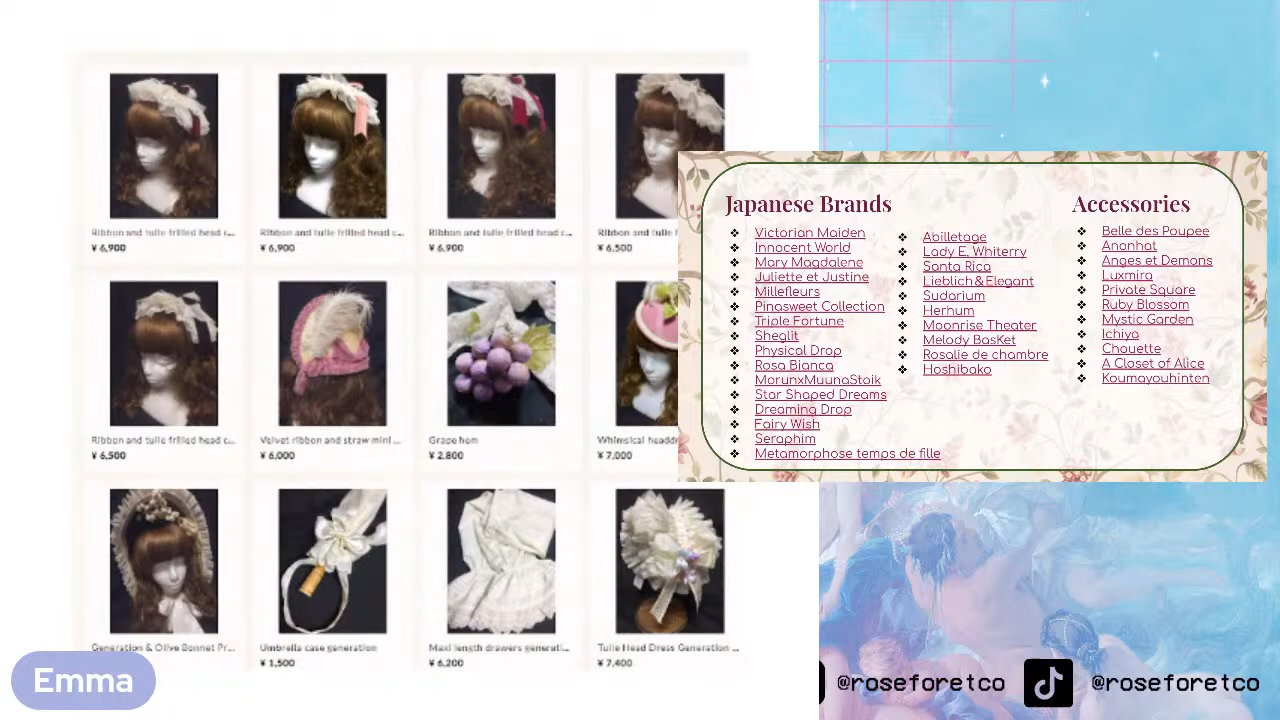 Ribbon and tulle frilled head c...
¥ 6,900
Ribbon and tulle frilled head c...
¥ 6,900
Ribbon and tulle frilled head c...
¥ 6,900
Ribbon and tulle f
¥ 6,500
Ribbon and tulle frilled head c...
¥ 6,500
Velvet ribbon and straw mini ...
¥ 6,000
Grape hem
¥ 2,800
Whimsical headd
¥ 7,000
Generation & Olive Bonnet Pr...
Umbrella case generation
¥ 1,500
Maxi length drawers generati...
¥ 6,200
Tulle Head Dress Generation ...
¥ 7,400
Japanese Brands
❖ Victorian Maiden
❖ Innocent World
❖ Mary Magdalene
❖ Juliette et Justine
❖ Millefleurs
❖ Pinasweet Collection
❖ Triple Fortune
❖ Sheglit
❖ Physical Drop
❖ Rosa Bianca
❖ MorunxMuunaStoik
❖ Star Shaped Dreams
❖ Dreaming Drop
❖ Fairy Wish
❖ Seraphim
❖ Metamorphose temps de fille
❖ Abilletage
❖ Lady E. Whiterry
❖ Santa Rica
❖ Lieblich&Elegant
❖ Sudarium
❖ Herhum
❖ Moonrise Theater
❖ Melody BasKet
❖ Rosalie de chambre
❖ Hoshibako
Accessories
❖ Belle des Poupee
❖ Anonhat
❖ Anges et Demons
❖ Luxmira
❖ Private Square
❖ Ruby Blossom
❖ Mystic Garden
❖ Ichiya
❖ Chouette
❖ A Closet of Alice
❖ Koumayouhinten
Emma
@roseforetco
@roseforetco